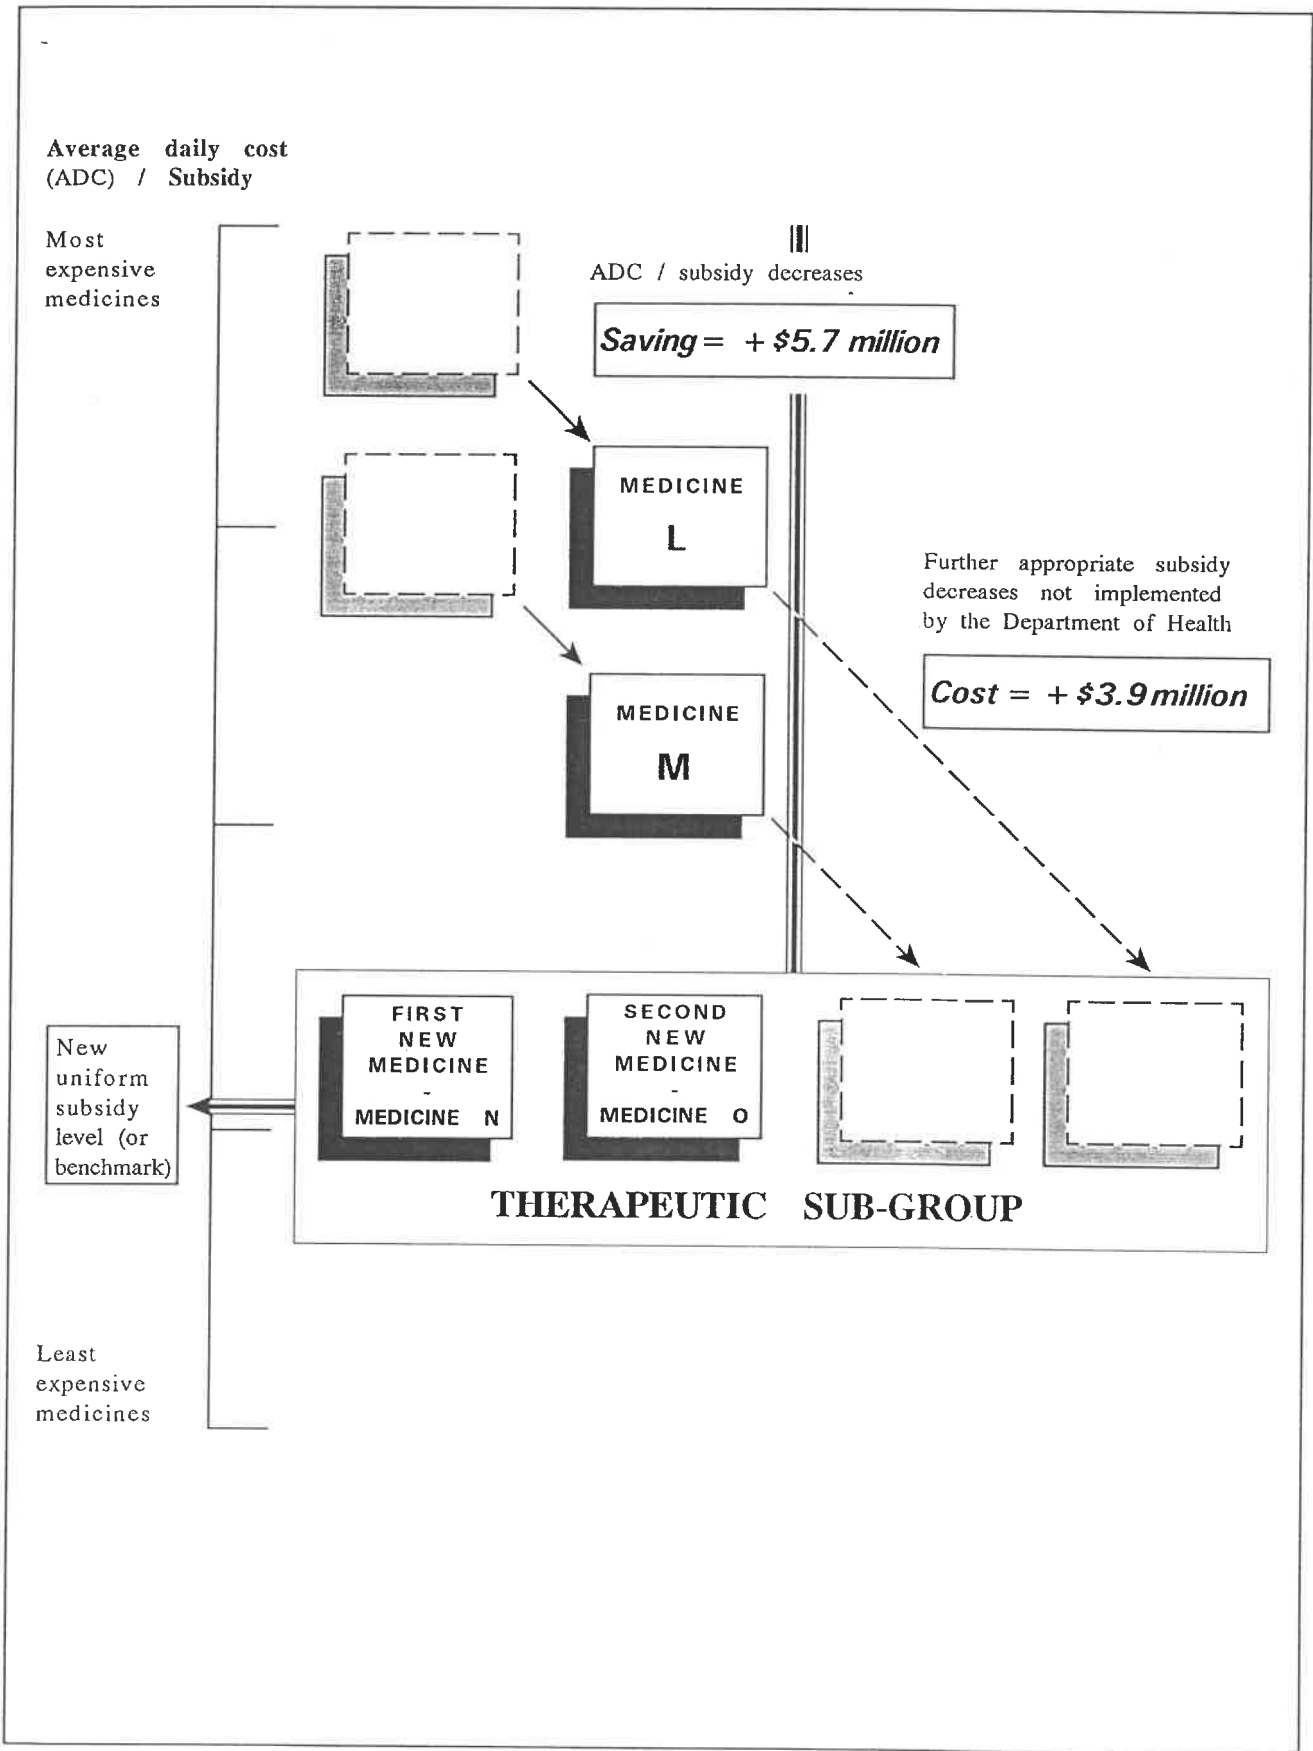 Average daily cost
(ADC) / Subsidy
Most
expensive
medicines
ADC / subsidy decreases
Saving = + $5.7 million
MEDICINE
L
Further appropriate subsidy
decreases not implemented
by the Department of Health
Cost = + $3.9 million
MEDICINE
M
New
uniform
subsidy
level (or
benchmark)
FIRST
NEW
MEDICINE
-
MEDICINE N
SECOND
NEW
MEDICINE
-
MEDICINE O
THERAPEUTIC SUB-GROUP
Least
expensive
medicines